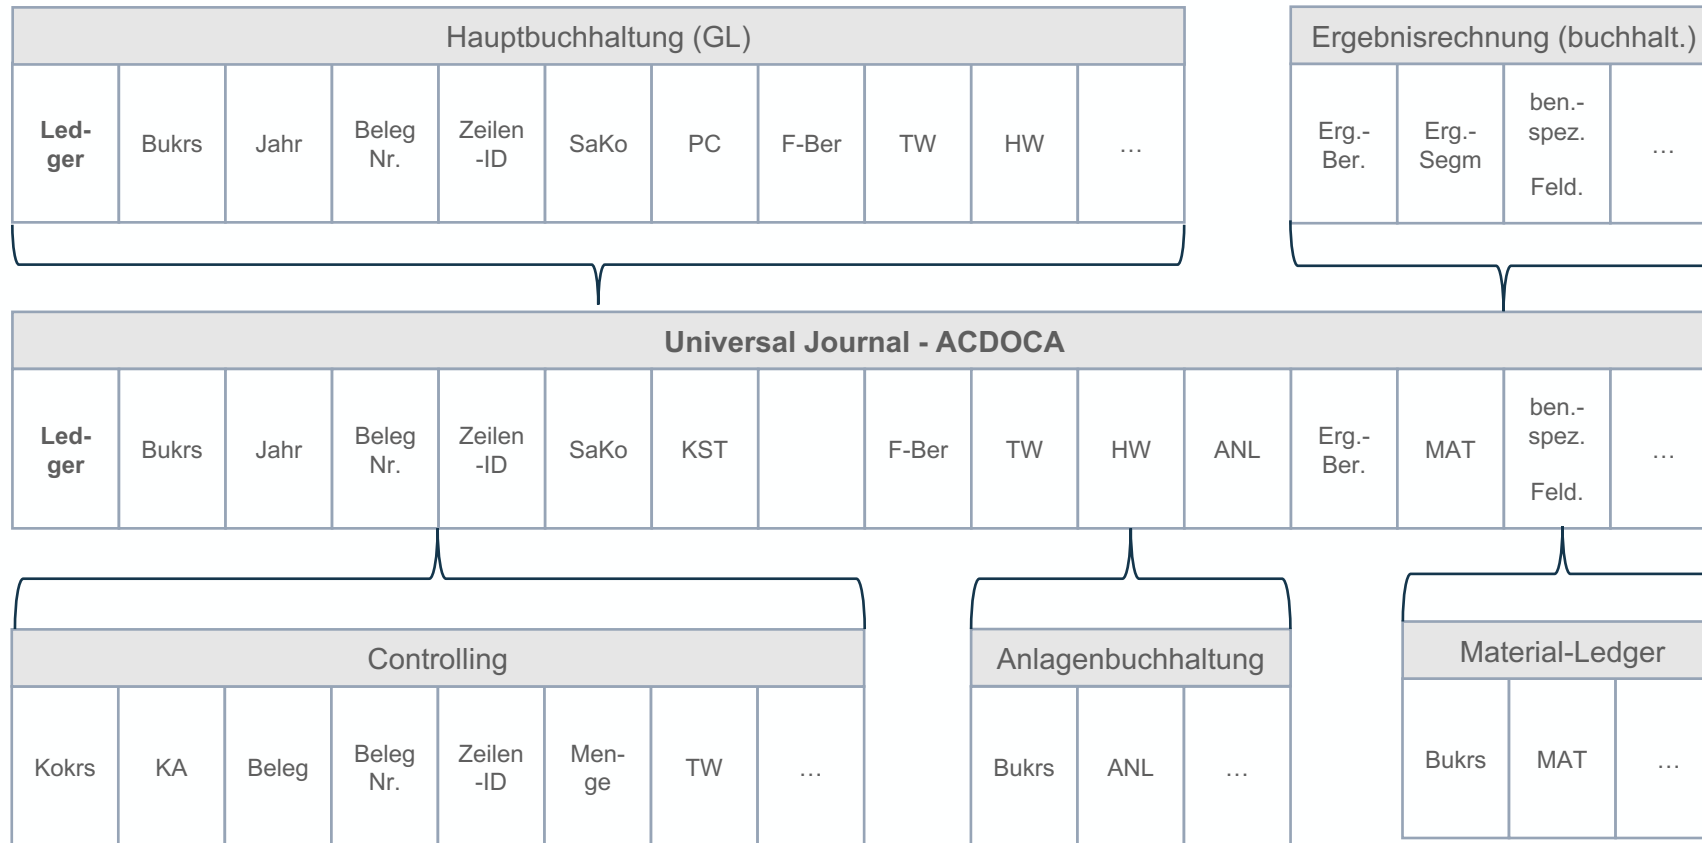 Hauptbuchhaltung (GL)
Led-
ger
Bukrs
Jahr
Beleg
Nr.
Zeilen
-ID
SaKo
PC
F-Ber
TW
HW
…
Ergebnisrechnung (buchhalt.)
Erg.-
Ber.
Erg.-
Segm
ben.-
spez.
Feld.
…
Universal Journal - ACDOCA
Led-
ger
Bukrs
Jahr
Beleg
Nr.
Zeilen
-ID
SaKo
KST
F-Ber
TW
HW
ANL
Erg.-
Ber.
MAT
ben.-
spez.
Feld.
…
Controlling
Kokrs
KA
Beleg
Beleg
Nr.
Zeilen
-ID
Men-
ge
TW
…
Anlagenbuchhaltung
Bukrs
ANL
…
Material-Ledger
Bukrs
MAT
…